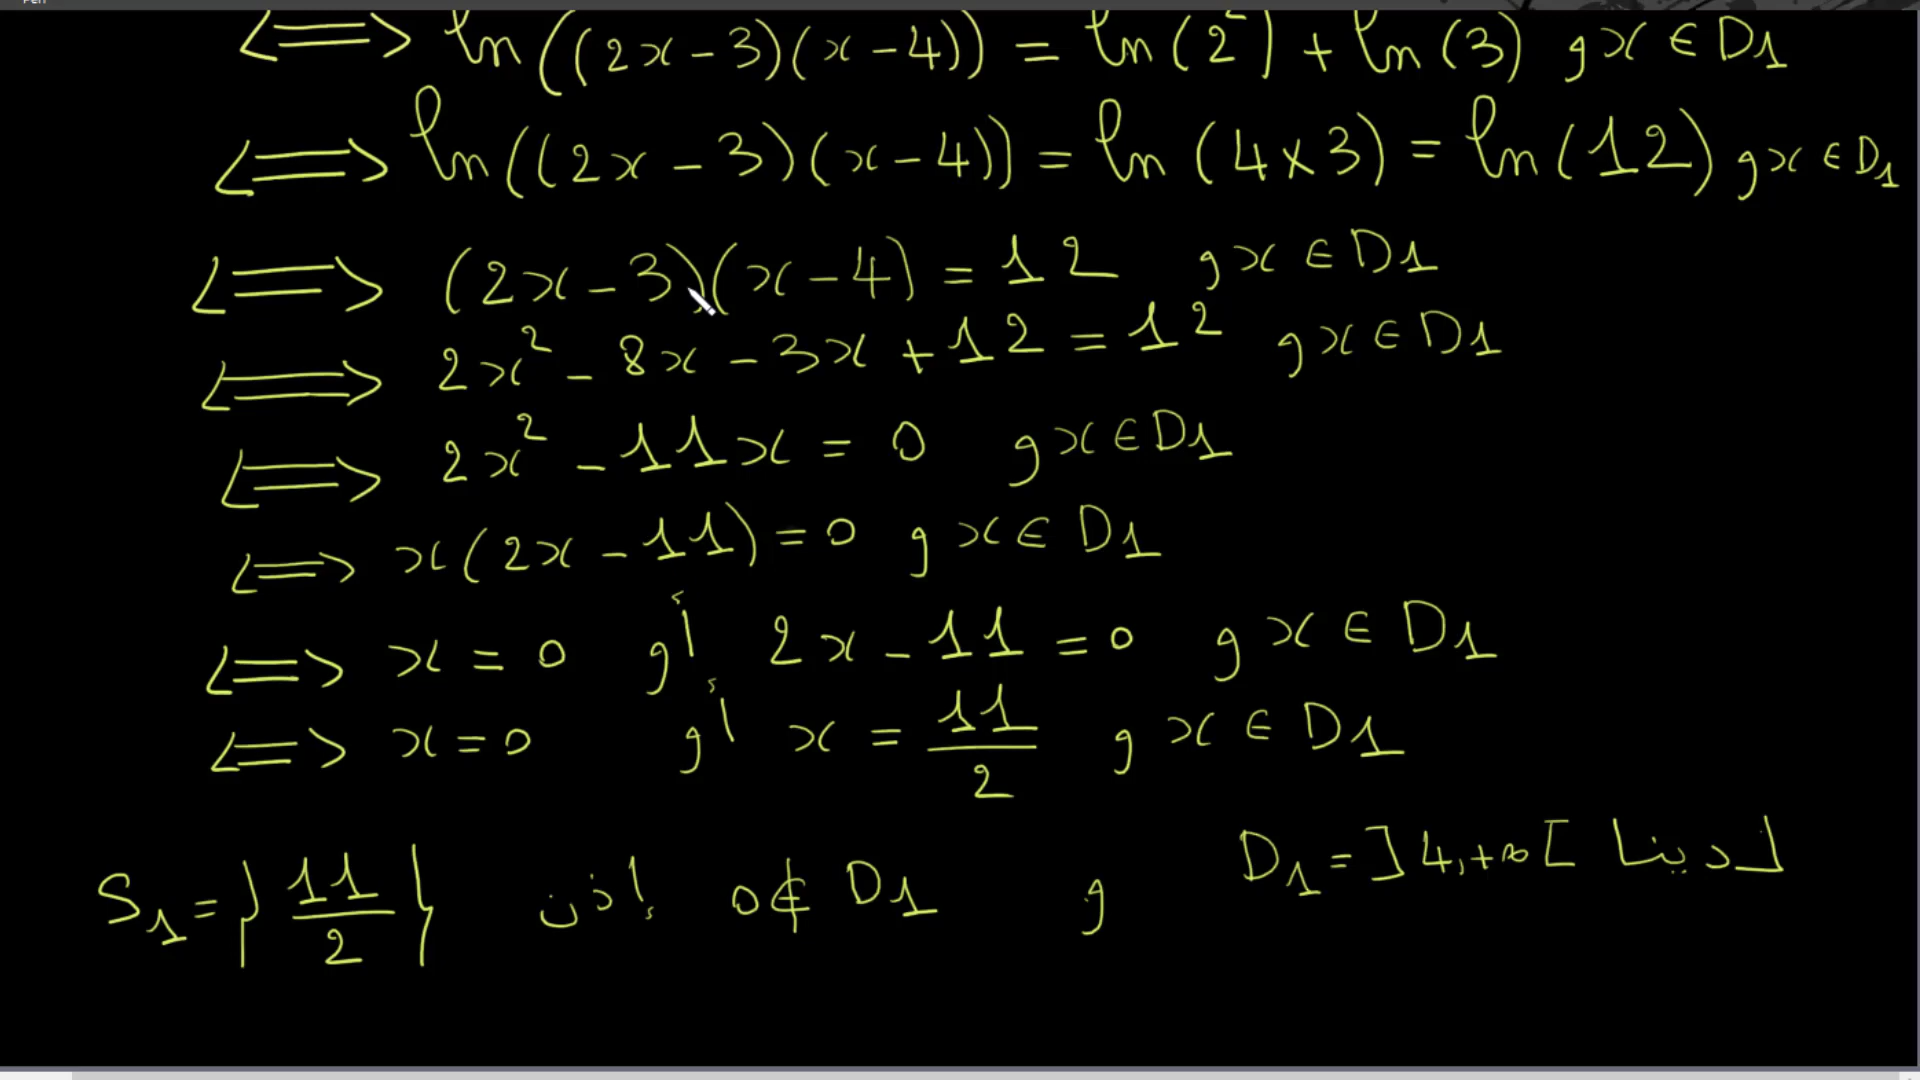 Pen
⟺ ln((2x-3)(x-4)) = ln(2²) + ln(3) و x ∈ D1
⟺ ln((2x-3)(x-4)) = ln(4×3) = ln(12) و x ∈ D1
⟺ (2x-3)(x-4) = 12 و x ∈ D1
⟺ 2x² - 8x - 3x + 12 = 12 و x ∈ D1
⟺ 2x² - 11x = 0 و x ∈ D1
⟺ x(2x-11) = 0 و x ∈ D1
⟺ x = 0 أو 2x - 11 = 0 و x ∈ D1
⟺ x = 0 أو x = 11/2 و x ∈ D1
لدينا D1 = ]4,+∞[
و 0 ∉ D1 إذن S1 = {11/2}